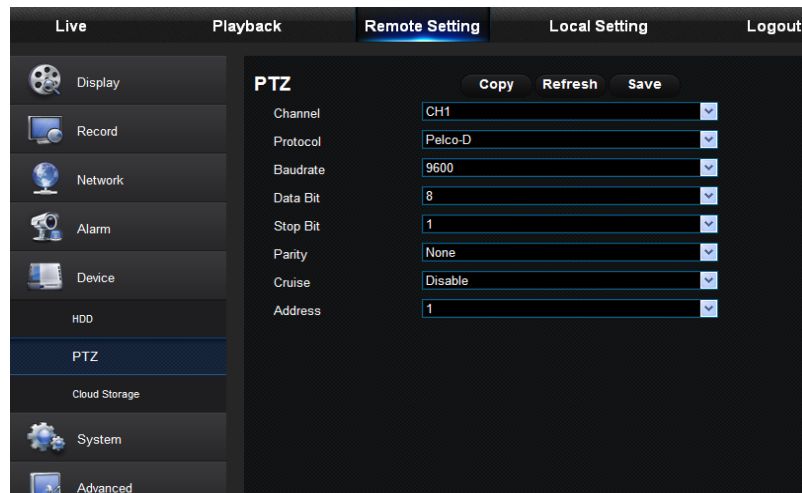 Live Playback Remote Setting Local Setting Logout
Display
Record
Network
Alarm
Device
HDD
PTZ
Cloud Storage
System
Advanced
PTZ Copy Refresh Save
Channel CH1
Protocol Pelco-D
Baudrate 9600
Data Bit 8
Stop Bit 1
Parity None
Cruise Disable
Address 1